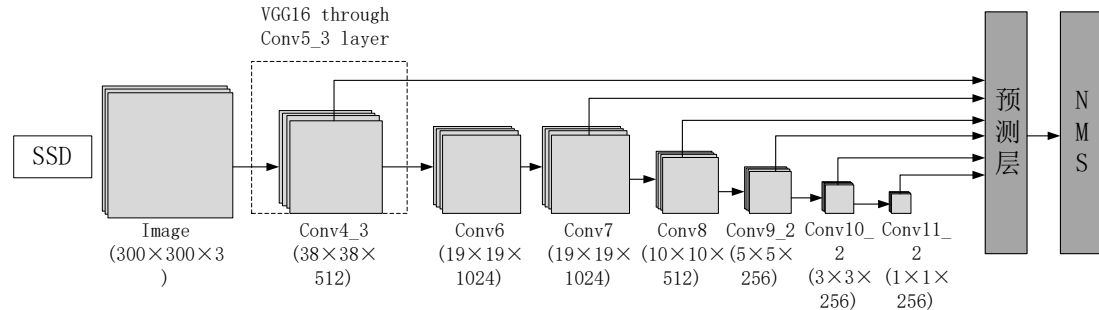 VGG16 through
Conv5_3 layer
SSD
Image
(300×300×3
)
Conv4_3
(38×38×
512)
Conv6
(19×19×
1024)
Conv7
(19×19×
1024)
Conv8
(10×10×
512)
Conv9_2
(5×5×
256)
Conv10_
2
(3×3×
256)
Conv11_
2
(1×1×
256)
预
测
层
N
M
S